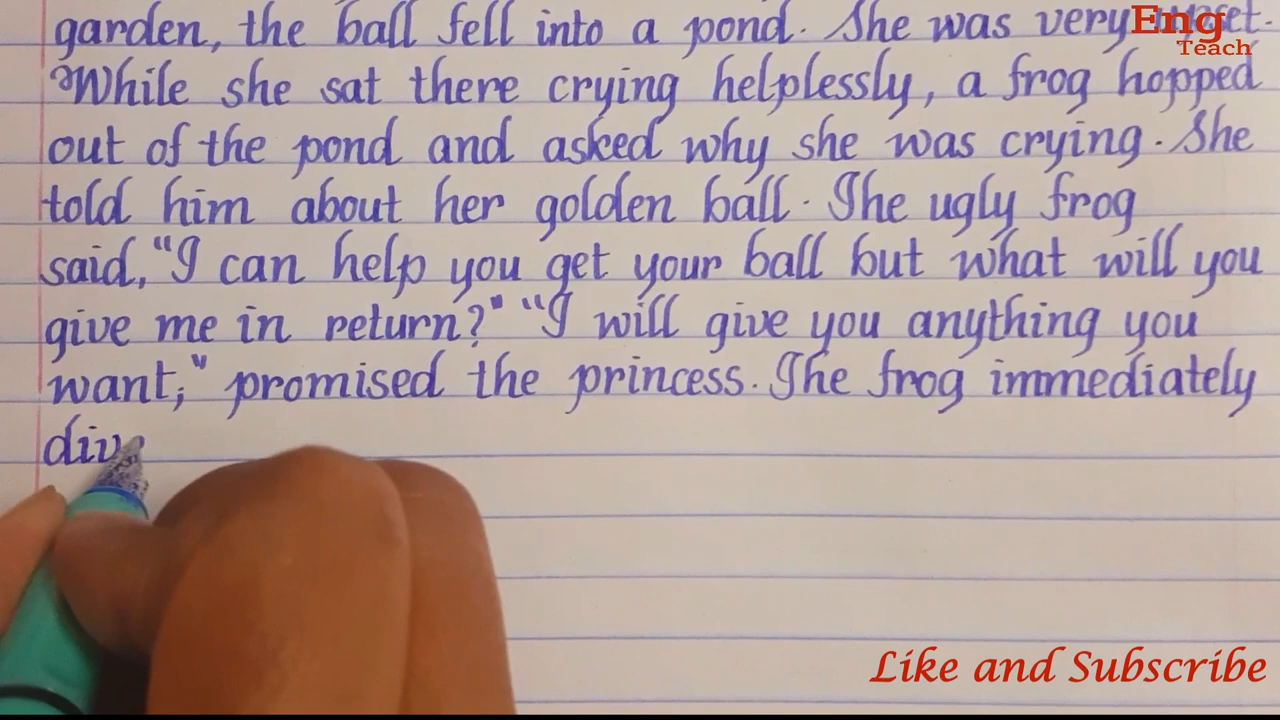 garden, the ball fell into a pond. She was very upset.
While she sat there crying helplessly, a frog hopped
out of the pond and asked why she was crying. She
told him about her golden ball. The ugly frog
said, "I can help you get your ball but what will you
give me in return?" "I will give you anything you
want," promised the princess. The frog immediately
div
Eng
Teach
Like and Subscribe